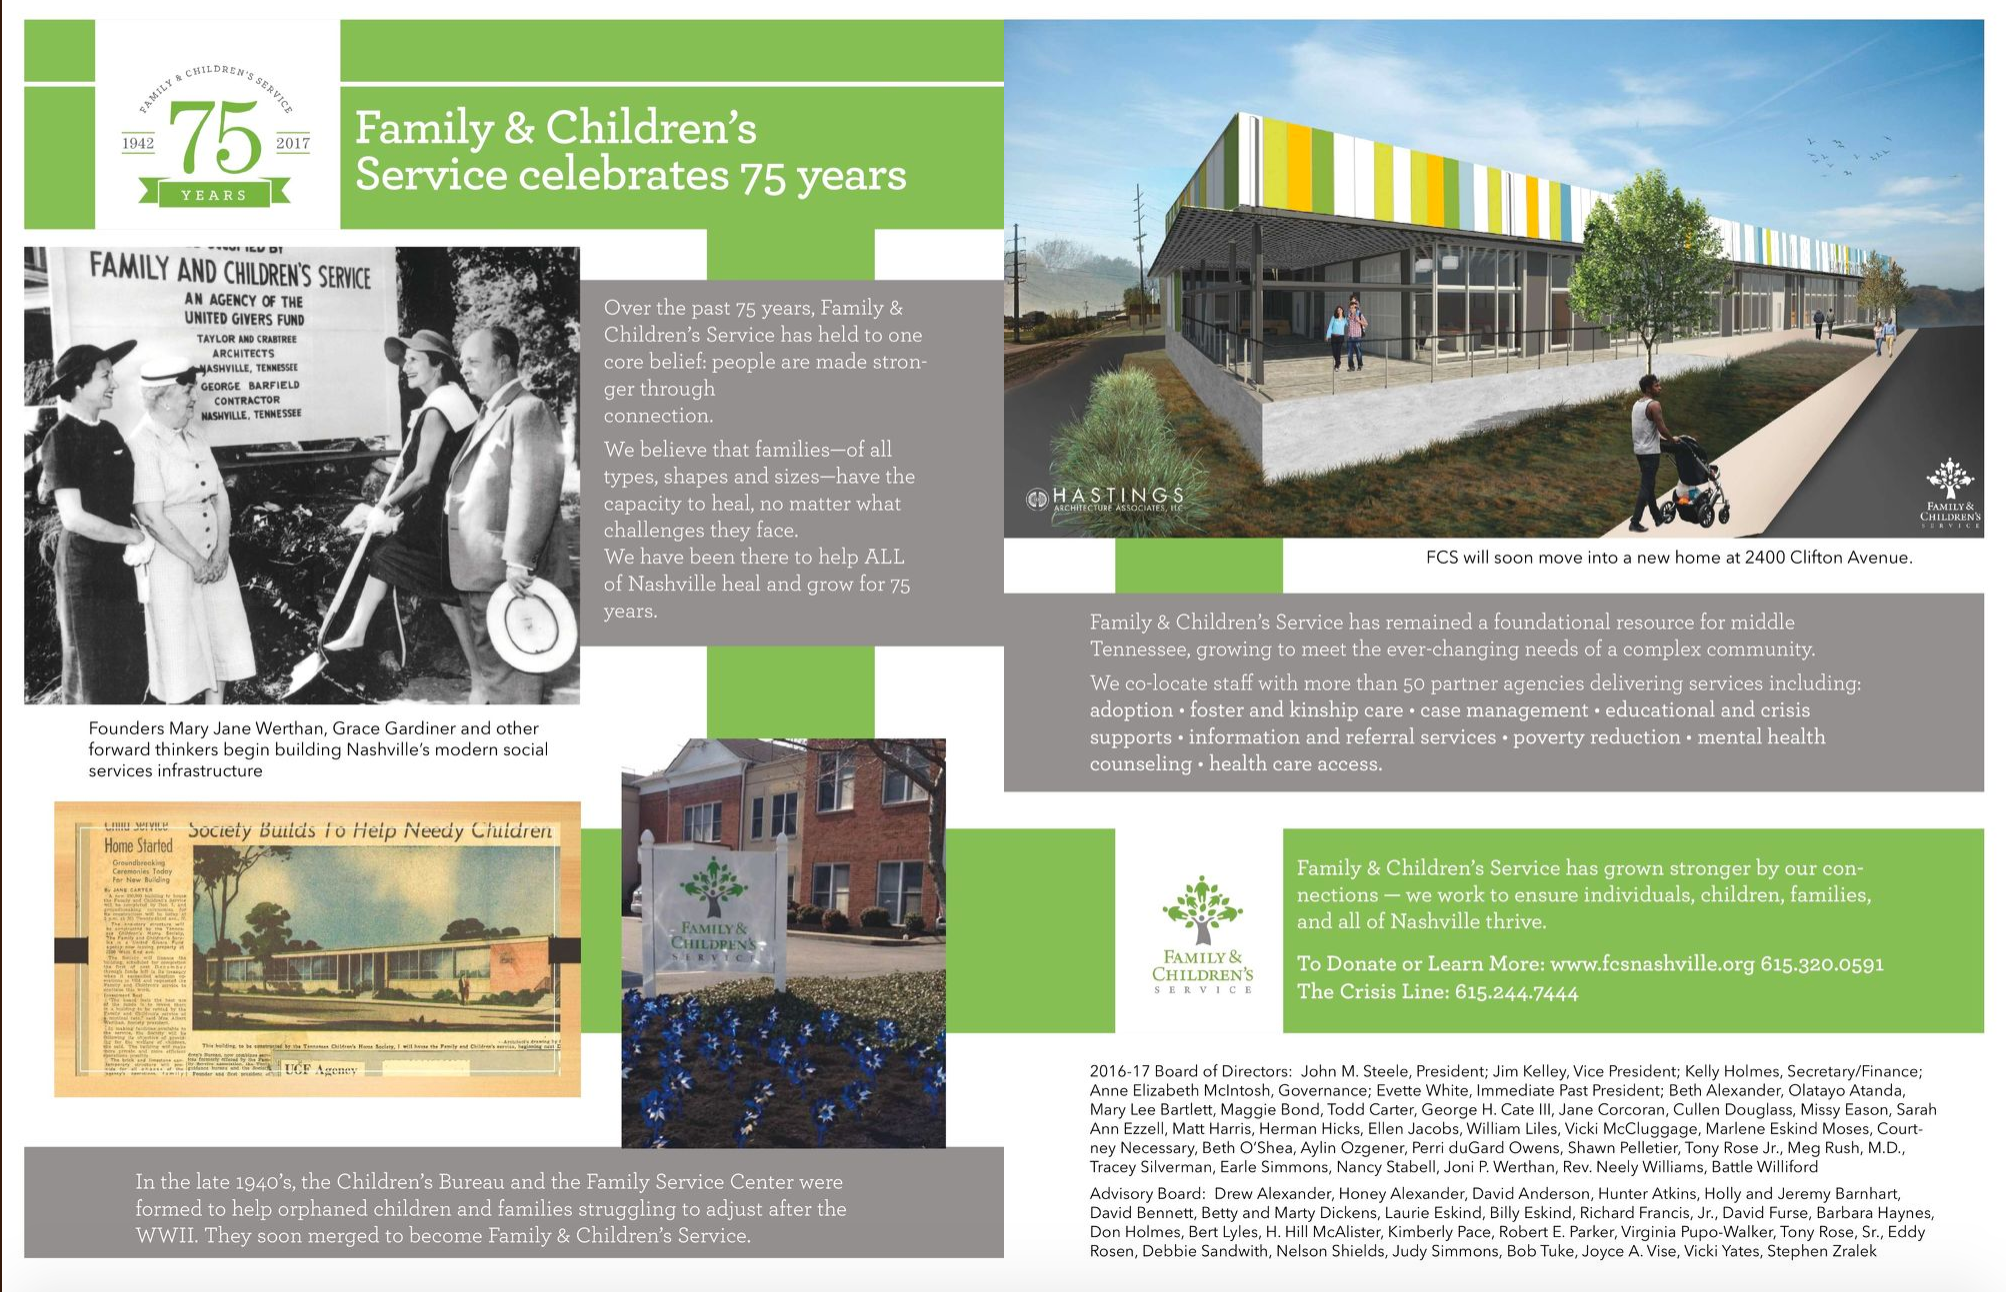 FAMILY & CHILDREN'S SERVICE
1942
75
2017
YEARS
Family & Children's
Service celebrates 75 years
FAMILY AND CHILDREN'S SERVICE
AN AGENCY OF THE
UNITED GIVERS FUND
TAYLOR AND CRABTREE
ARCHITECTS
NASHVILLE, TENNESSEE
GEORGE BARFIELD
CONTRACTOR
NASHVILLE, TENNESSEE
Over the past 75 years, Family &
Children's Service has held to one
core belief: people are made stron-
ger through
connection.
We believe that families—of all
types, shapes and sizes—have the
capacity to heal, no matter what
challenges they face.
We have been there to help ALL
of Nashville heal and grow for 75
years.
Founders Mary Jane Werthan, Grace Gardiner and other
forward thinkers begin building Nashville's modern social
services infrastructure
Child Service
Home Started
Groundbreaking
Ceremonies Today
For New Building
By JANE CARTER
Society Builds To Help Needy Children
UGF Agency
FAMILY &
CHILDREN'S
SERVICE
In the late 1940's, the Children's Bureau and the Family Service Center were
formed to help orphaned children and families struggling to adjust after the
WWII. They soon merged to become Family & Children's Service.
HASTINGS
ARCHITECTURE ASSOCIATES, LLC
FAMILY &
CHILDREN'S
SERVICE
FCS will soon move into a new home at 2400 Clifton Avenue.
Family & Children's Service has remained a foundational resource for middle
Tennessee, growing to meet the ever-changing needs of a complex community.
We co-locate staff with more than 50 partner agencies delivering services including:
adoption • foster and kinship care • case management • educational and crisis
supports • information and referral services • poverty reduction • mental health
counseling • health care access.
FAMILY &
CHILDREN'S
SERVICE
Family & Children's Service has grown stronger by our con-
nections — we work to ensure individuals, children, families,
and all of Nashville thrive.
To Donate or Learn More: www.fcsnashville.org 615.320.0591
The Crisis Line: 615.244.7444
2016-17 Board of Directors: John M. Steele, President; Jim Kelley, Vice President; Kelly Holmes, Secretary/Finance;
Anne Elizabeth McIntosh, Governance; Evette White, Immediate Past President; Beth Alexander, Olatayo Atanda,
Mary Lee Bartlett, Maggie Bond, Todd Carter, George H. Cate III, Jane Corcoran, Cullen Douglass, Missy Eason, Sarah
Ann Ezzell, Matt Harris, Herman Hicks, Ellen Jacobs, William Liles, Vicki McCluggage, Marlene Eskind Moses, Court-
ney Necessary, Beth O'Shea, Aylin Ozgener, Perri duGard Owens, Shawn Pelletier, Tony Rose Jr., Meg Rush, M.D.,
Tracey Silverman, Earle Simmons, Nancy Stabell, Joni P. Werthan, Rev. Neely Williams, Battle Williford
Advisory Board: Drew Alexander, Honey Alexander, David Anderson, Hunter Atkins, Holly and Jeremy Barnhart,
David Bennett, Betty and Marty Dickens, Laurie Eskind, Billy Eskind, Richard Francis, Jr., David Furse, Barbara Haynes,
Don Holmes, Bert Lyles, H. Hill McAlister, Kimberly Pace, Robert E. Parker, Virginia Pupo-Walker, Tony Rose, Sr., Eddy
Rosen, Debbie Sandwith, Nelson Shields, Judy Simmons, Bob Tuke, Joyce A. Vise, Vicki Yates, Stephen Zralek